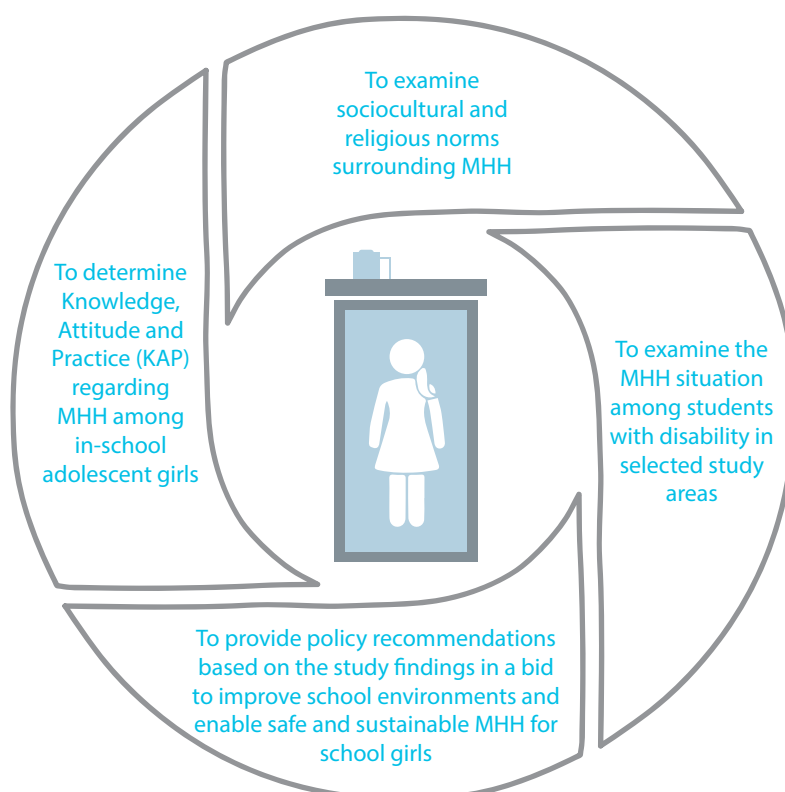 To examine
sociocultural and
religious norms
surrounding MHH
To determine
Knowledge,
Attitude and
Practice (KAP)
regarding
MHH among
in-school
adolescent girls
To examine the
MHH situation
among students
with disability in
selected study
areas
To provide policy recommendations
based on the study findings in a bid
to improve school environments and
enable safe and sustainable MHH for
school girls